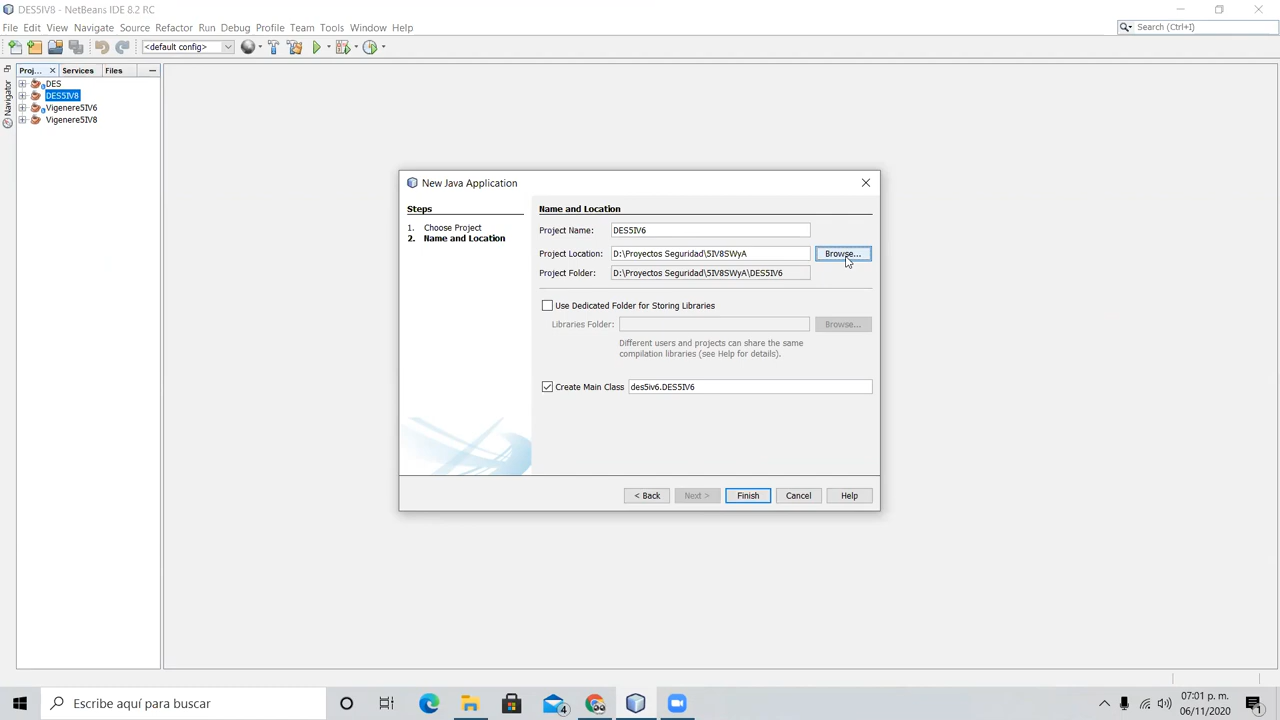 DES5IV8 - NetBeans IDE 8.2 RC
File Edit View Navigate Source Refactor Run Debug Profile Team Tools Window Help
Search (Ctrl+I)
<default config>
Proj... Services Files
Navigator
DES
DES5IV8
Vigenere5IV6
Vigenere5IV8
New Java Application
Steps
1. Choose Project
2. Name and Location
Name and Location
Project Name: DES5IV6
Project Location: D:\Proyectos Seguridad\5IV8SWyA Browse...
Project Folder: D:\Proyectos Seguridad\5IV8SWyA\DES5IV6
Use Dedicated Folder for Storing Libraries
Libraries Folder: Browse...
Different users and projects can share the same
compilation libraries (see Help for details).
Create Main Class des5iv6.DES5IV6
< Back Next > Finish Cancel Help
Escribe aquí para buscar
4
07:01 p. m.
06/11/2020
1